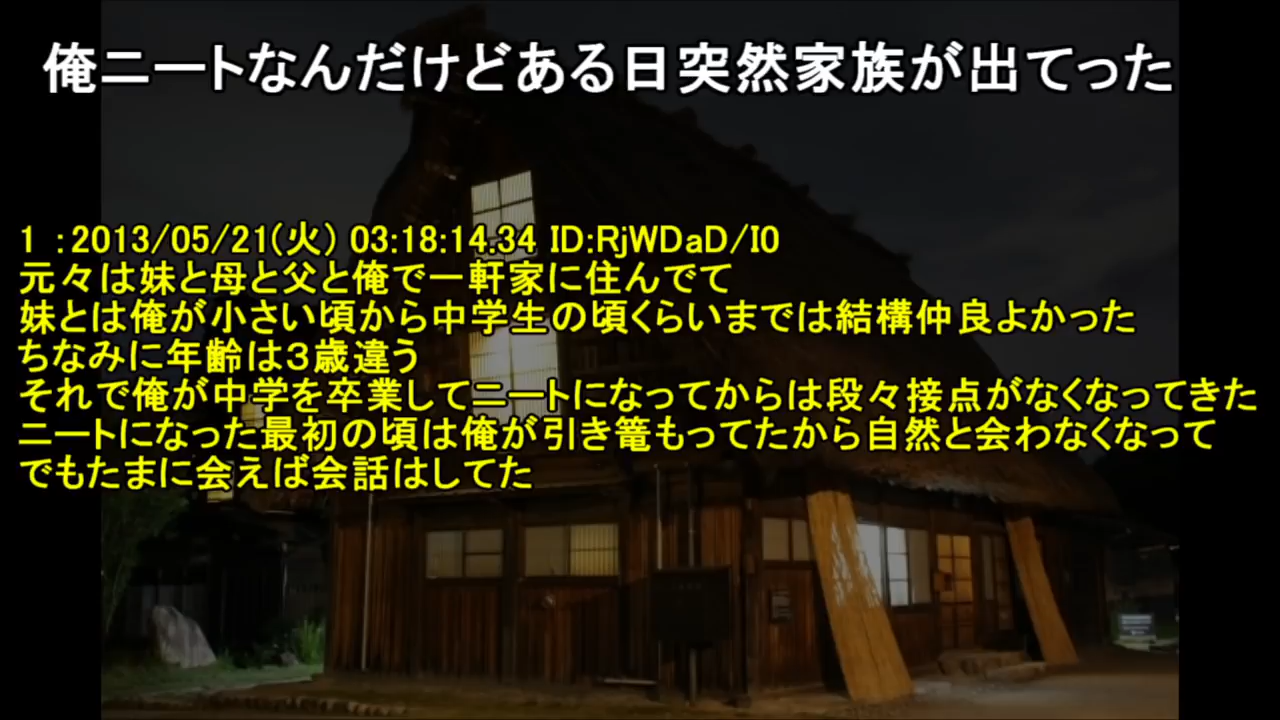 俺ニートなんだけどある日突然家族が出てった
1 ：2013/05/21(火) 03:18:14.34 ID:RjWDaD/I0
元々は妹と母と父と俺で一軒家に住んでて
妹とは俺が小さい頃から中学生の頃くらいまでは結構仲良よかった
ちなみに年齢は３歳違う
それで俺が中学を卒業してニートになってからは段々接点がなくなってきた
ニートになった最初の頃は俺が引き篭もってたから自然と会わなくなって
でもたまに会えば会話はしてた